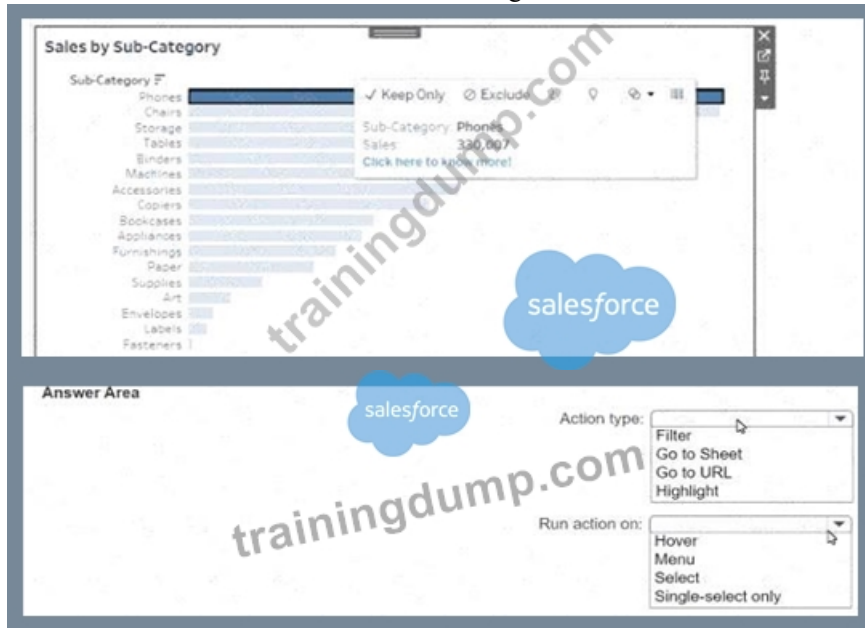 Sales by Sub-Category
Sub-Category
Phones
Chairs
Storage
Tables
Binders
Machines
Accessories
Copiers
Bookcases
Appliances
Furnishings
Paper
Supplies
Art
Envelopes
Labels
Fasteners
Keep Only Exclude
Sub-Category: Phones
Sales: 330,007
Click here to know more!
trainingdump.com
salesforce
Answer Area
salesforce
trainingdump.com
Action type:
Filter
Go to Sheet
Go to URL
Highlight
Run action on:
Hover
Menu
Select
Single-select only